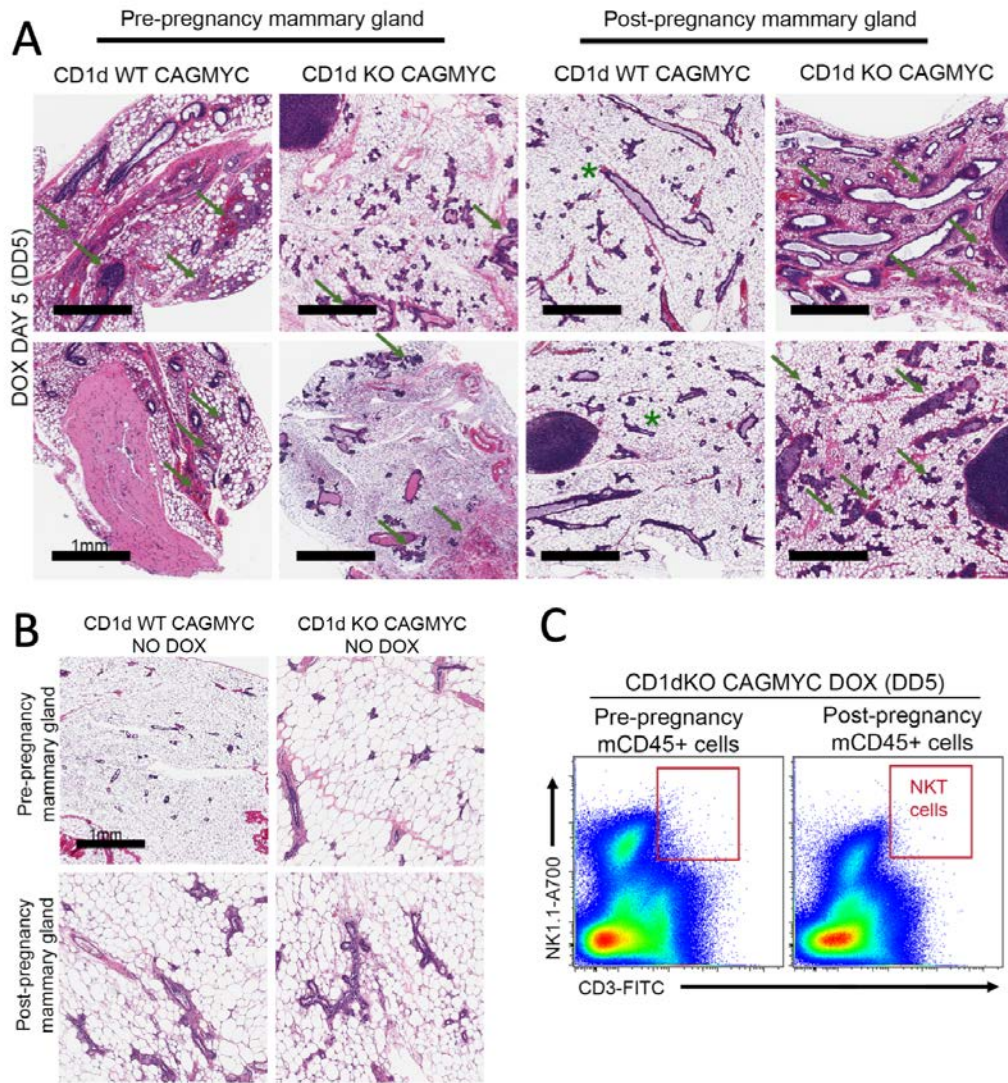 A
Pre-pregnancy mammary gland
Post-pregnancy mammary gland
CD1d WT CAGMYC
CD1d KO CAGMYC
CD1d WT CAGMYC
CD1d KO CAGMYC
DOX DAY 5 (DD5)
*
*
1mm
B
CD1d WT CAGMYC
NO DOX
CD1d KO CAGMYC
NO DOX
Pre-pregnancy
mammary gland
1mm
Post-pregnancy
mammary gland
C
CD1dKO CAGMYC DOX (DD5)
Pre-pregnancy
mCD45+ cells
Post-pregnancy
mCD45+ cells
NKT
cells
NK1.1-A700
CD3-FITC